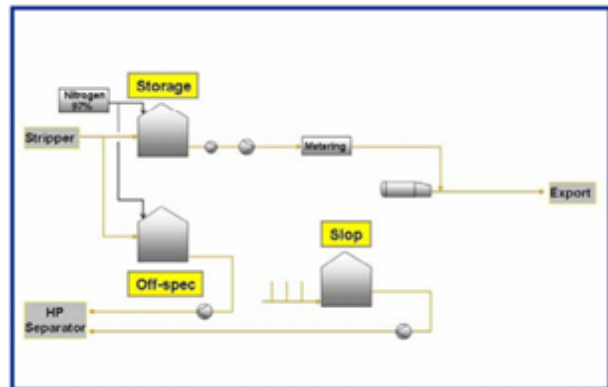 Storage
Nitrogen
97%
Stripper
Metering
Export
Slop
Off-spec
HP
Separator